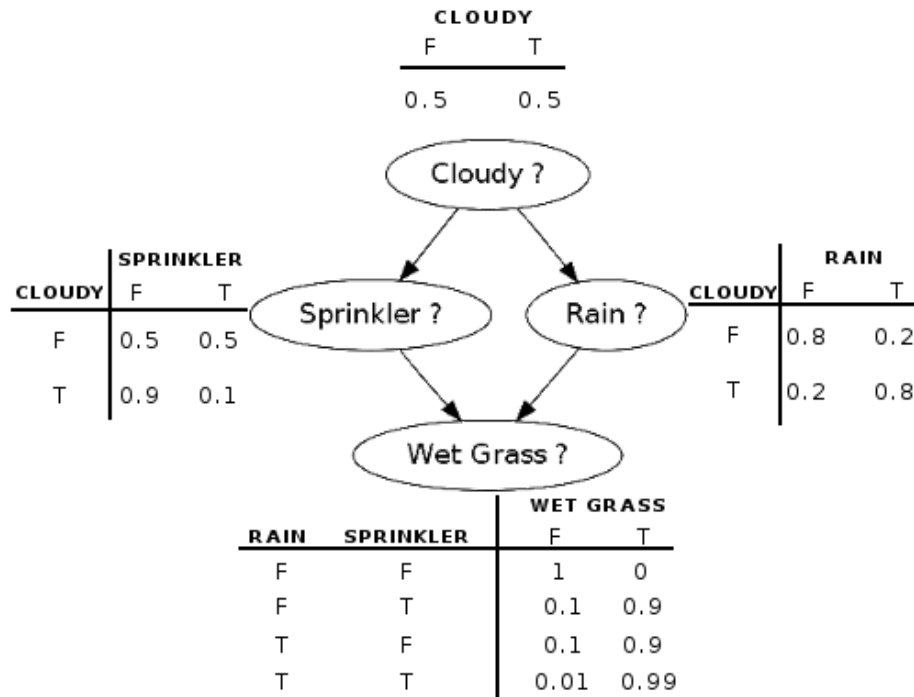 CLOUDY
F T
0.5 0.5
Cloudy ?
SPRINKLER
CLOUDY F T
F 0.5 0.5
T 0.9 0.1
Sprinkler ?
Rain ?
RAIN
CLOUDY F T
F 0.8 0.2
T 0.2 0.8
Wet Grass ?
WET GRASS
RAIN SPRINKLER F T
F F 1 0
F T 0.1 0.9
T F 0.1 0.9
T T 0.01 0.99